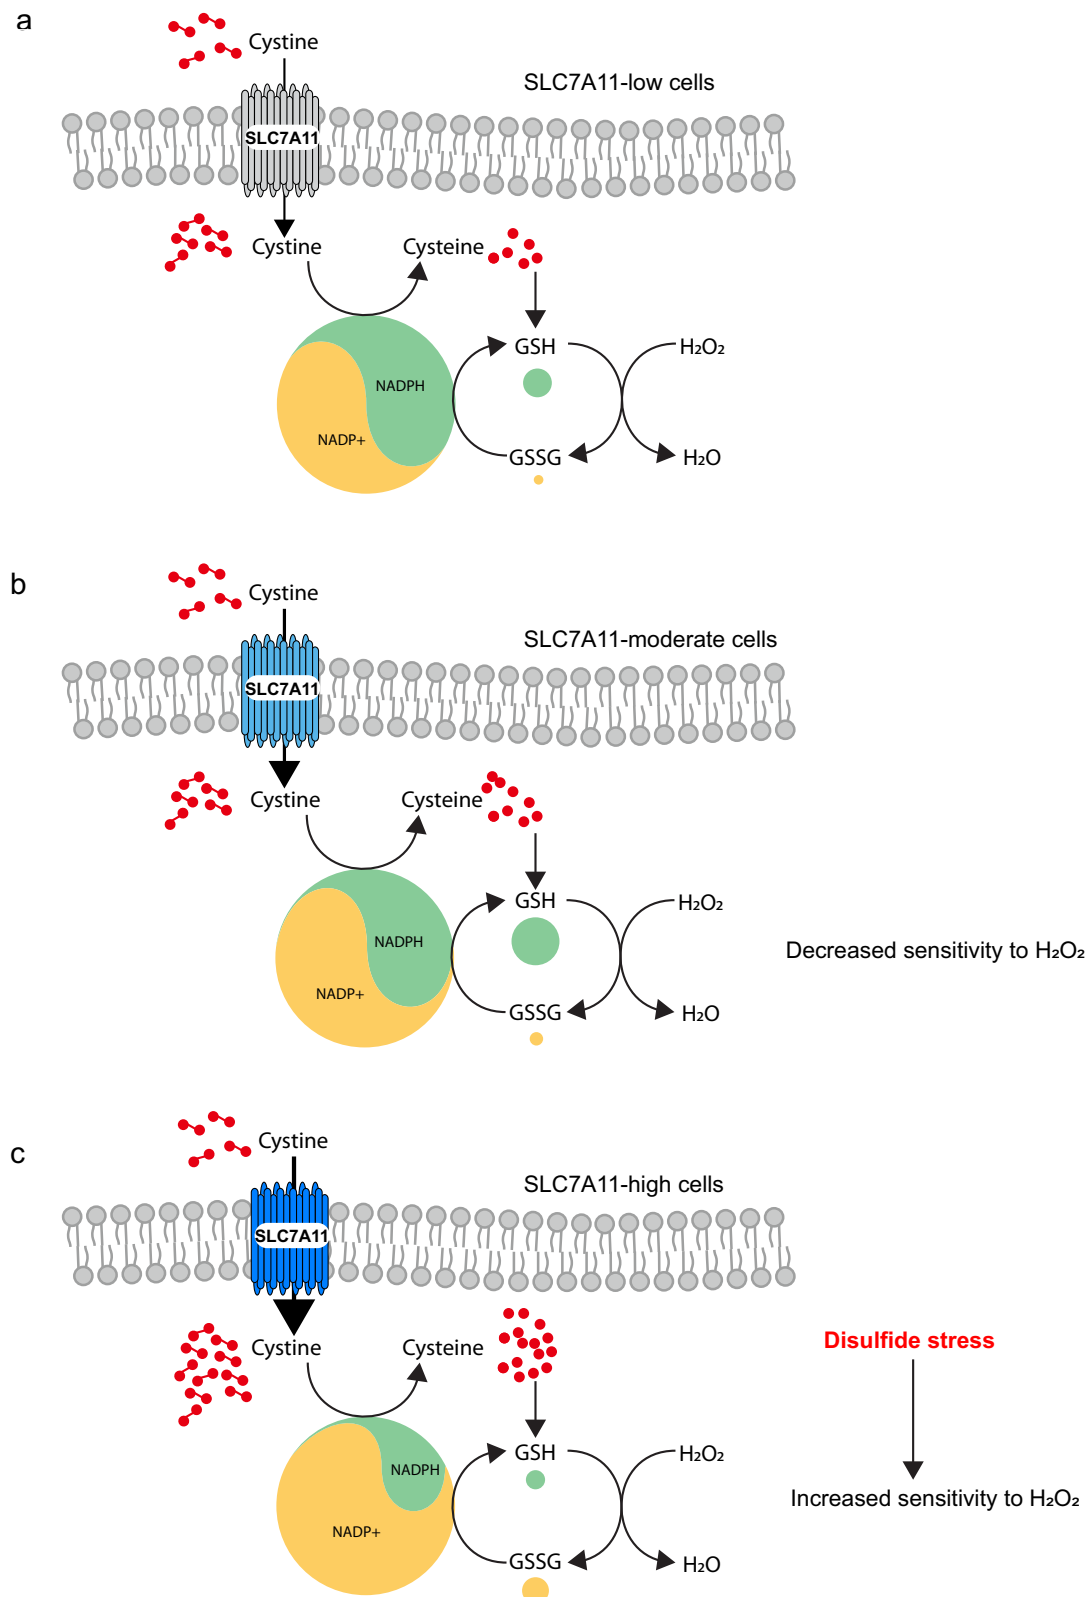 a
Cystine
SLC7A11-low cells
SLC7A11
Cystine
Cysteine
GSH
H₂O₂
NADPH
NADP+
GSSG
H₂O
b
Cystine
SLC7A11-moderate cells
SLC7A11
Cystine
Cysteine
GSH
H₂O₂
NADPH
Decreased sensitivity to H₂O₂
NADP+
GSSG
H₂O
c
Cystine
SLC7A11-high cells
SLC7A11
Disulfide stress
Cystine
Cysteine
GSH
H₂O₂
NADPH
Increased sensitivity to H₂O₂
NADP+
GSSG
H₂O